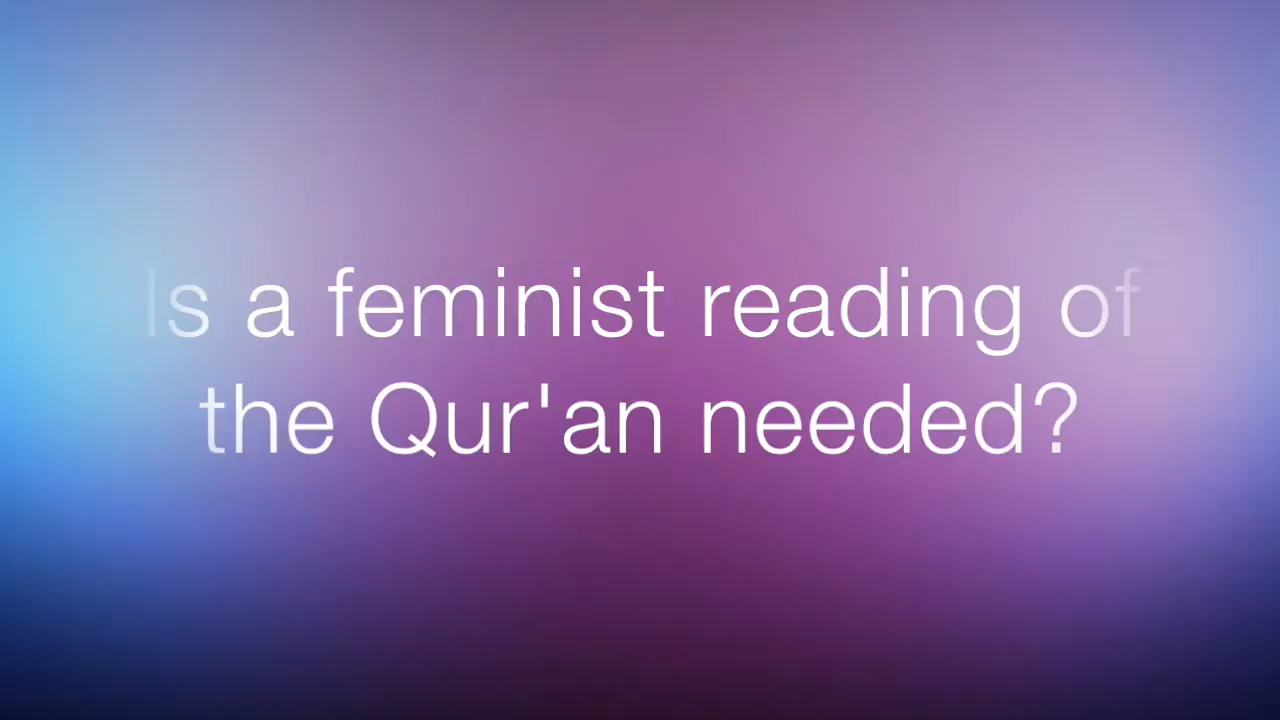 Is a feminist reading of
the Qur'an needed?